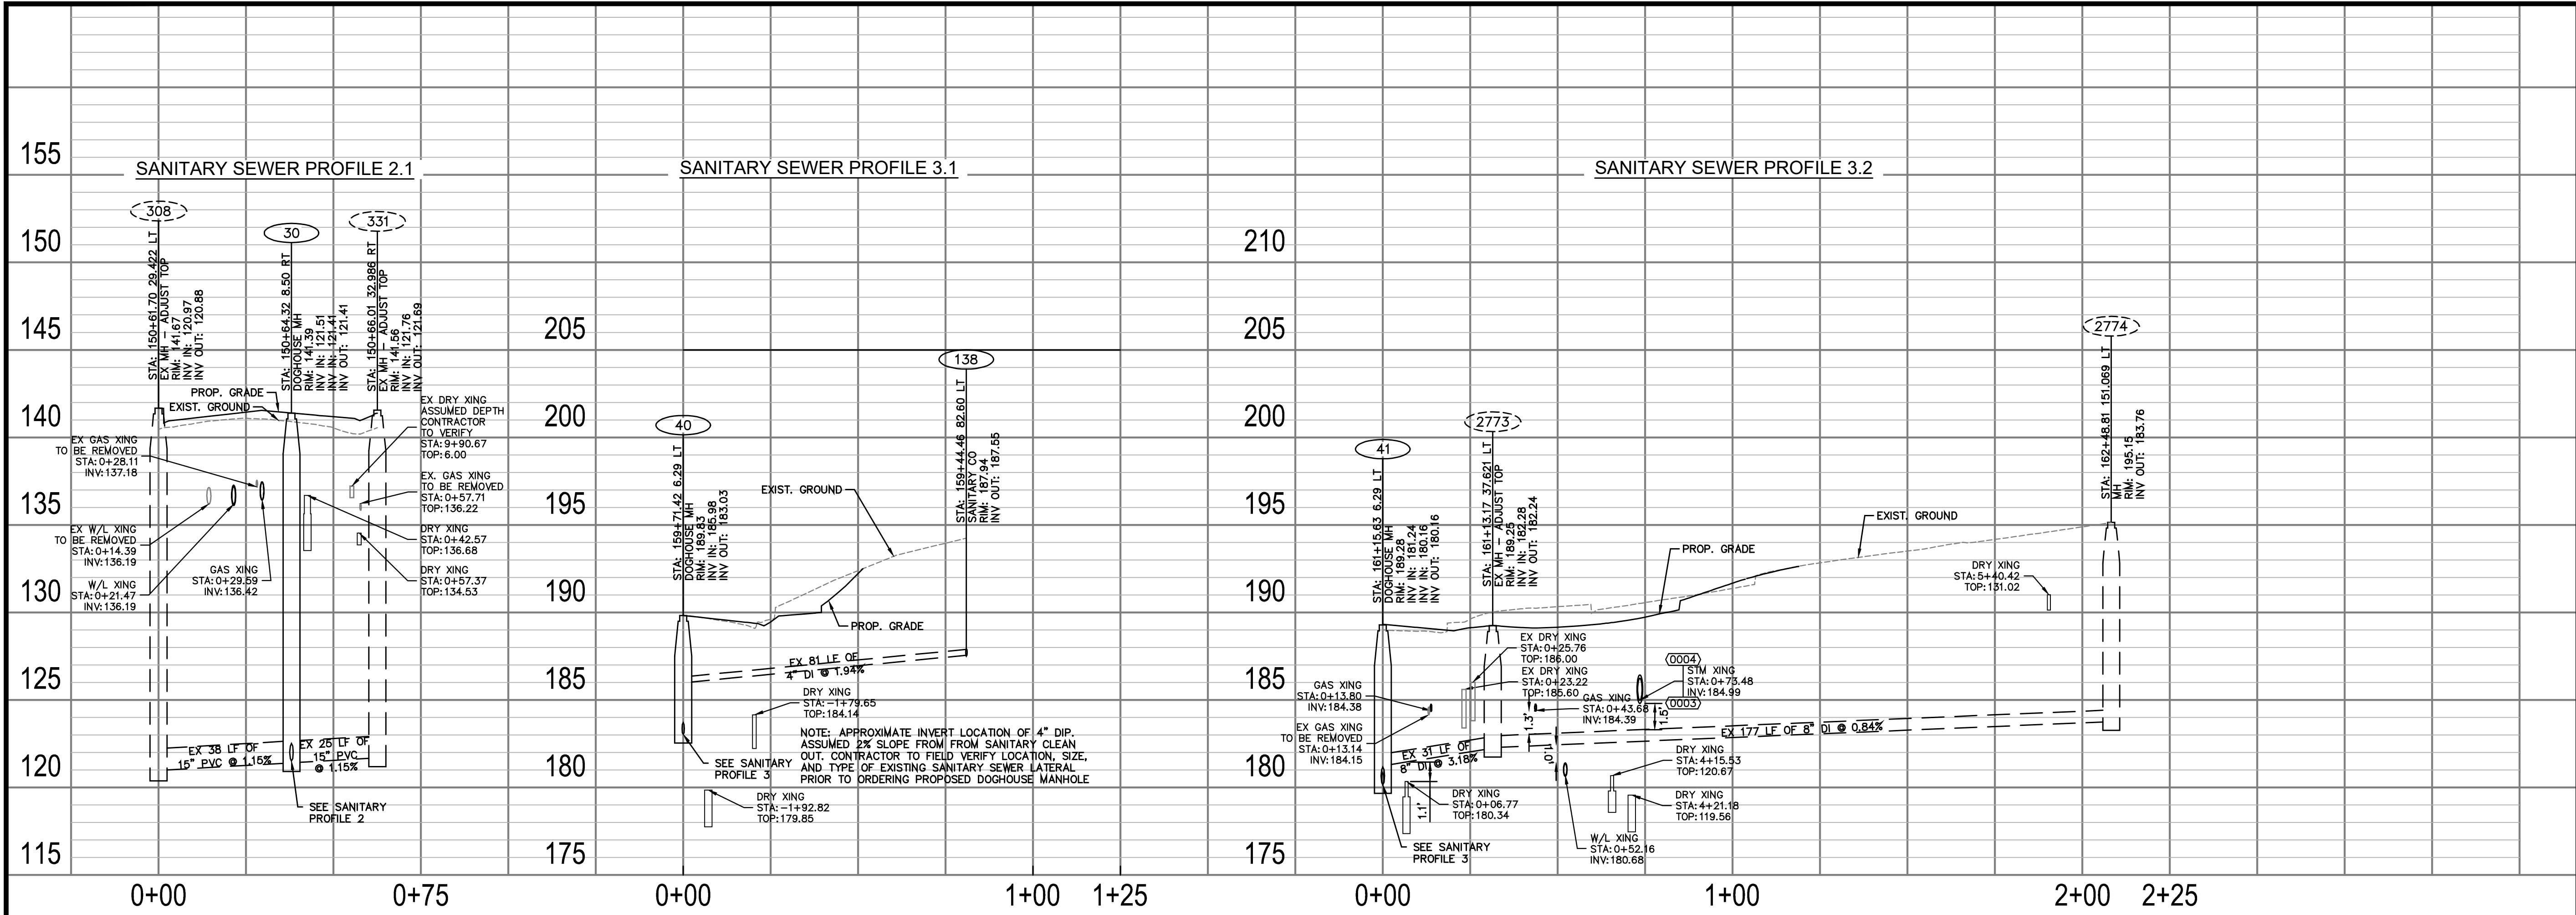 SANITARY SEWER PROFILE 2.1
155
150
145
140
135
130
125
120
115
308
STA: 150+61.70 29.422 LT
EX MH - ADJUST TOP
RIM: 141.67
INV IN: 120.97
INV OUT: 120.88
30
STA: 150+64.32 8.50 RT
DOGHOUSE MH
RIM: 141.39
INV IN: 121.51
INV IN: 121.41
INV OUT: 121.41
331
STA: 150+66.01 32.986 RT
EX MH - ADJUST TOP
RIM: 141.56
INV IN: 121.76
INV OUT: 121.69
PROP. GRADE
EXIST. GROUND
EX GAS XING
TO BE REMOVED
STA: 0+28.11
INV: 137.18
EX W/L XING
TO BE REMOVED
STA: 0+14.39
INV: 136.19
W/L XING
STA: 0+21.47
INV: 136.19
GAS XING
STA: 0+29.59
INV: 136.42
EX DRY XING
ASSUMED DEPTH
CONTRACTOR
TO VERIFY
STA: 9+90.67
TOP: 6.00
EX. GAS XING
TO BE REMOVED
STA: 0+57.71
TOP: 136.22
DRY XING
STA: 0+42.57
TOP: 136.68
DRY XING
STA: 0+57.37
TOP: 134.53
EX 38 LF OF
15" PVC @ 1.15%
EX 25 LF OF
15" PVC
@ 1.15%
SEE SANITARY
PROFILE 2
0+00
0+75
SANITARY SEWER PROFILE 3.1
205
200
195
190
185
180
175
40
STA: 159+71.42 6.29 LT
DOGHOUSE MH
RIM: 189.83
INV IN: 185.98
INV OUT: 183.03
138
STA: 159+44.46 82.60 LT
SANITARY CO
RIM: 187.94
INV OUT: 187.55
EXIST. GROUND
PROP. GRADE
EX 81 LF OF
4" DI @ 1.94%
DRY XING
STA: -1+79.65
TOP: 184.14
SEE SANITARY
PROFILE 3
NOTE: APPROXIMATE INVERT LOCATION OF 4" DIP.
ASSUMED 2% SLOPE FROM FROM SANITARY CLEAN
OUT. CONTRACTOR TO FIELD VERIFY LOCATION, SIZE,
AND TYPE OF EXISTING SANITARY SEWER LATERAL
PRIOR TO ORDERING PROPOSED DOGHOUSE MANHOLE
DRY XING
STA: -1+92.82
TOP: 179.85
0+00
1+00
1+25
SANITARY SEWER PROFILE 3.2
210
205
200
195
190
185
180
175
41
STA: 161+15.63 6.29 LT
DOGHOUSE MH
RIM: 189.28
INV IN: 181.24
INV IN: 180.16
INV OUT: 180.16
2773
STA: 161+13.17 37.621 LT
EX MH - ADJUST TOP
RIM: 189.25
INV IN: 182.28
INV OUT: 182.24
2774
STA: 162+48.81 151.069 LT
MH
RIM: 195.15
INV OUT: 183.76
EXIST. GROUND
PROP. GRADE
DRY XING
STA: 5+40.42
TOP: 131.02
EX DRY XING
STA: 0+25.76
TOP: 186.00
EX DRY XING
STA: 0+23.22
TOP: 185.60
GAS XING
STA: 0+13.80
INV: 184.38
EX GAS XING
TO BE REMOVED
STA: 0+13.14
INV: 184.15
GAS XING
STA: 0+43.68
INV: 184.39
0004
STM XING
STA: 0+73.48
INV: 184.99
0003
1.5'
1.3'
1.0'
1.1'
EX 31 LF OF
8" DI @ 3.18%
EX 177 LF OF 8" DI @ 0.84%
DRY XING
STA: 0+06.77
TOP: 180.34
DRY XING
STA: 4+15.53
TOP: 120.67
DRY XING
STA: 4+21.18
TOP: 119.56
W/L XING
STA: 0+52.16
INV: 180.68
SEE SANITARY
PROFILE 3
0+00
1+00
2+00
2+25